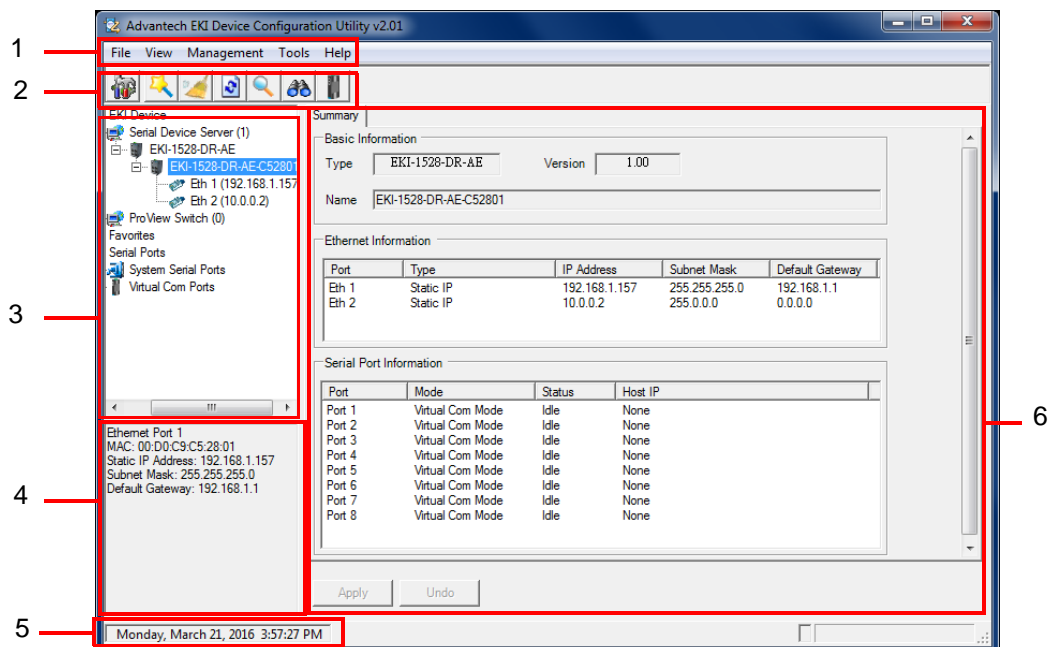 Advantech EKI Device Configuration Utility v2.01
1
File View Management Tools Help
2
EKI Device
Serial Device Server (1)
EKI-1528-DR-AE
EKI-1528-DR-AE-C52801
Eth 1 (192.168.1.157
Eth 2 (10.0.0.2)
ProView Switch (0)
Favorites
Serial Ports
System Serial Ports
Virtual Com Ports
3
Ethernet Port 1
MAC: 00:D0:C9:C5:28:01
Static IP Address: 192.168.1.157
Subnet Mask: 255.255.255.0
Default Gateway: 192.168.1.1
4
Summary
Basic Information
Type EKI-1528-DR-AE Version 1.00
Name EKI-1528-DR-AE-C52801
Ethernet Information
Port Type IP Address Subnet Mask Default Gateway
Eth 1 Static IP 192.168.1.157 255.255.255.0 192.168.1.1
Eth 2 Static IP 10.0.0.2 255.0.0.0 0.0.0.0
Serial Port Information
Port Mode Status Host IP
Port 1 Virtual Com Mode Idle None
Port 2 Virtual Com Mode Idle None
Port 3 Virtual Com Mode Idle None
Port 4 Virtual Com Mode Idle None
Port 5 Virtual Com Mode Idle None
Port 6 Virtual Com Mode Idle None
Port 7 Virtual Com Mode Idle None
Port 8 Virtual Com Mode Idle None
6
Apply Undo
5
Monday, March 21, 2016 3:57:27 PM